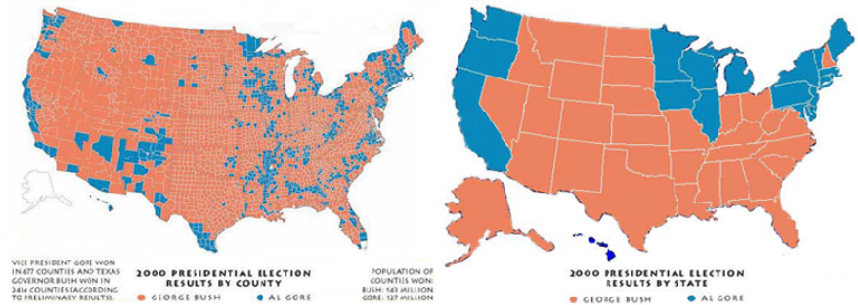 VICE PRESIDENT GORE WON
IN 677 COUNTIES AND TEXAS
GOVERNOR BUSH WON IN
2434 COUNTIES (ACCORDING
TO PRELIMINARY RESULTS).
2000 PRESIDENTIAL ELECTION
RESULTS BY COUNTY
GEORGE BUSH
AL GORE
POPULATION OF
COUNTIES WON:
BUSH: 143 MILLION
GORE: 127 MILLION
2000 PRESIDENTIAL ELECTION
RESULTS BY STATE
GEORGE BUSH
AL GORE